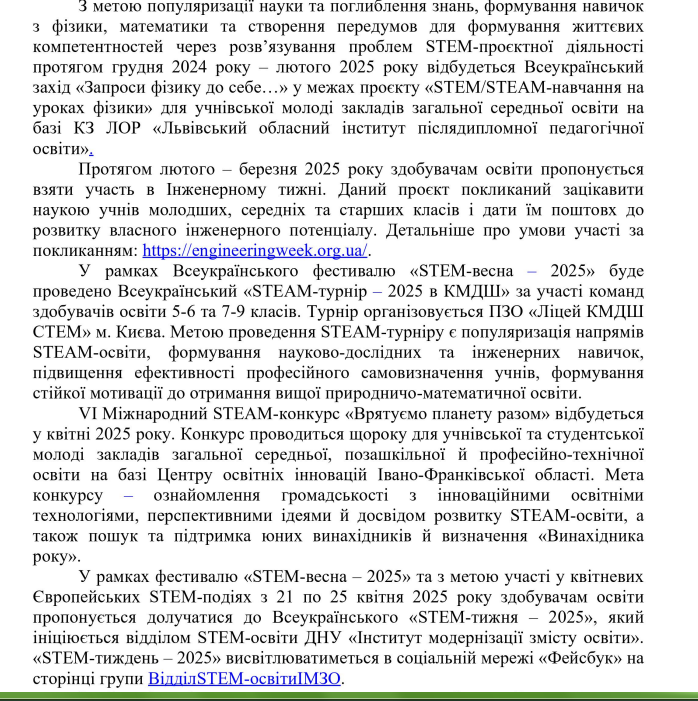 З метою популяризації науки та поглиблення знань, формування навичок
з фізики, математики та створення передумов для формування життєвих
компетентностей через розв’язування проблем STEM-проєктної діяльності
протягом грудня 2024 року – лютого 2025 року відбудеться Всеукраїнський
захід «Запроси фізику до себе…» у межах проєкту «STEM/STEAM-навчання на
уроках фізики» для учнівської молоді закладів загальної середньої освіти на
базі КЗ ЛОР «Львівський обласний інститут післядипломної педагогічної
освіти».
Протягом лютого – березня 2025 року здобувачам освіти пропонується
взяти участь в Інженерному тижні. Даний проєкт покликаний зацікавити
наукою учнів молодших, середніх та старших класів і дати їм поштовх до
розвитку власного інженерного потенціалу. Детальніше про умови участі за
покликанням: https://engineeringweek.org.ua/.
У рамках Всеукраїнського фестивалю «STEM-весна – 2025» буде
проведено Всеукраїнський «STEAM-турнір – 2025 в КМДШ» за участі команд
здобувачів освіти 5-6 та 7-9 класів. Турнір організовується ПЗО «Ліцей КМДШ
СТЕМ» м. Києва. Метою проведення STEAM-турніру є популяризація напрямів
STEAM-освіти, формування науково-дослідних та інженерних навичок,
підвищення ефективності професійного самовизначення учнів, формування
стійкої мотивації до отримання вищої природничо-математичної освіти.
VI Міжнародний STEAM-конкурс «Врятуємо планету разом» відбудеться
у квітні 2025 року. Конкурс проводиться щороку для учнівської та студентської
молоді закладів загальної середньої, позашкільної й професійно-технічної
освіти на базі Центру освітніх інновацій Івано-Франківської області. Мета
конкурсу – ознайомлення громадськості з інноваційними освітніми
технологіями, перспективними ідеями й досвідом розвитку STEAM-освіти, а
також пошук та підтримка юних винахідників й визначення «Винахідника
року».
У рамках фестивалю «STEM-весна – 2025» та з метою участі у квітневих
Європейських STEM-подіях з 21 по 25 квітня 2025 року здобувачам освіти
пропонується долучатися до Всеукраїнського «STEM-тижня – 2025», який
ініціюється відділом STEM-освіти ДНУ «Інститут модернізації змісту освіти».
«STEM-тиждень – 2025» висвітлюватиметься в соціальній мережі «Фейсбук» на
сторінці групи ВідділSTEM-освітиІМЗО.